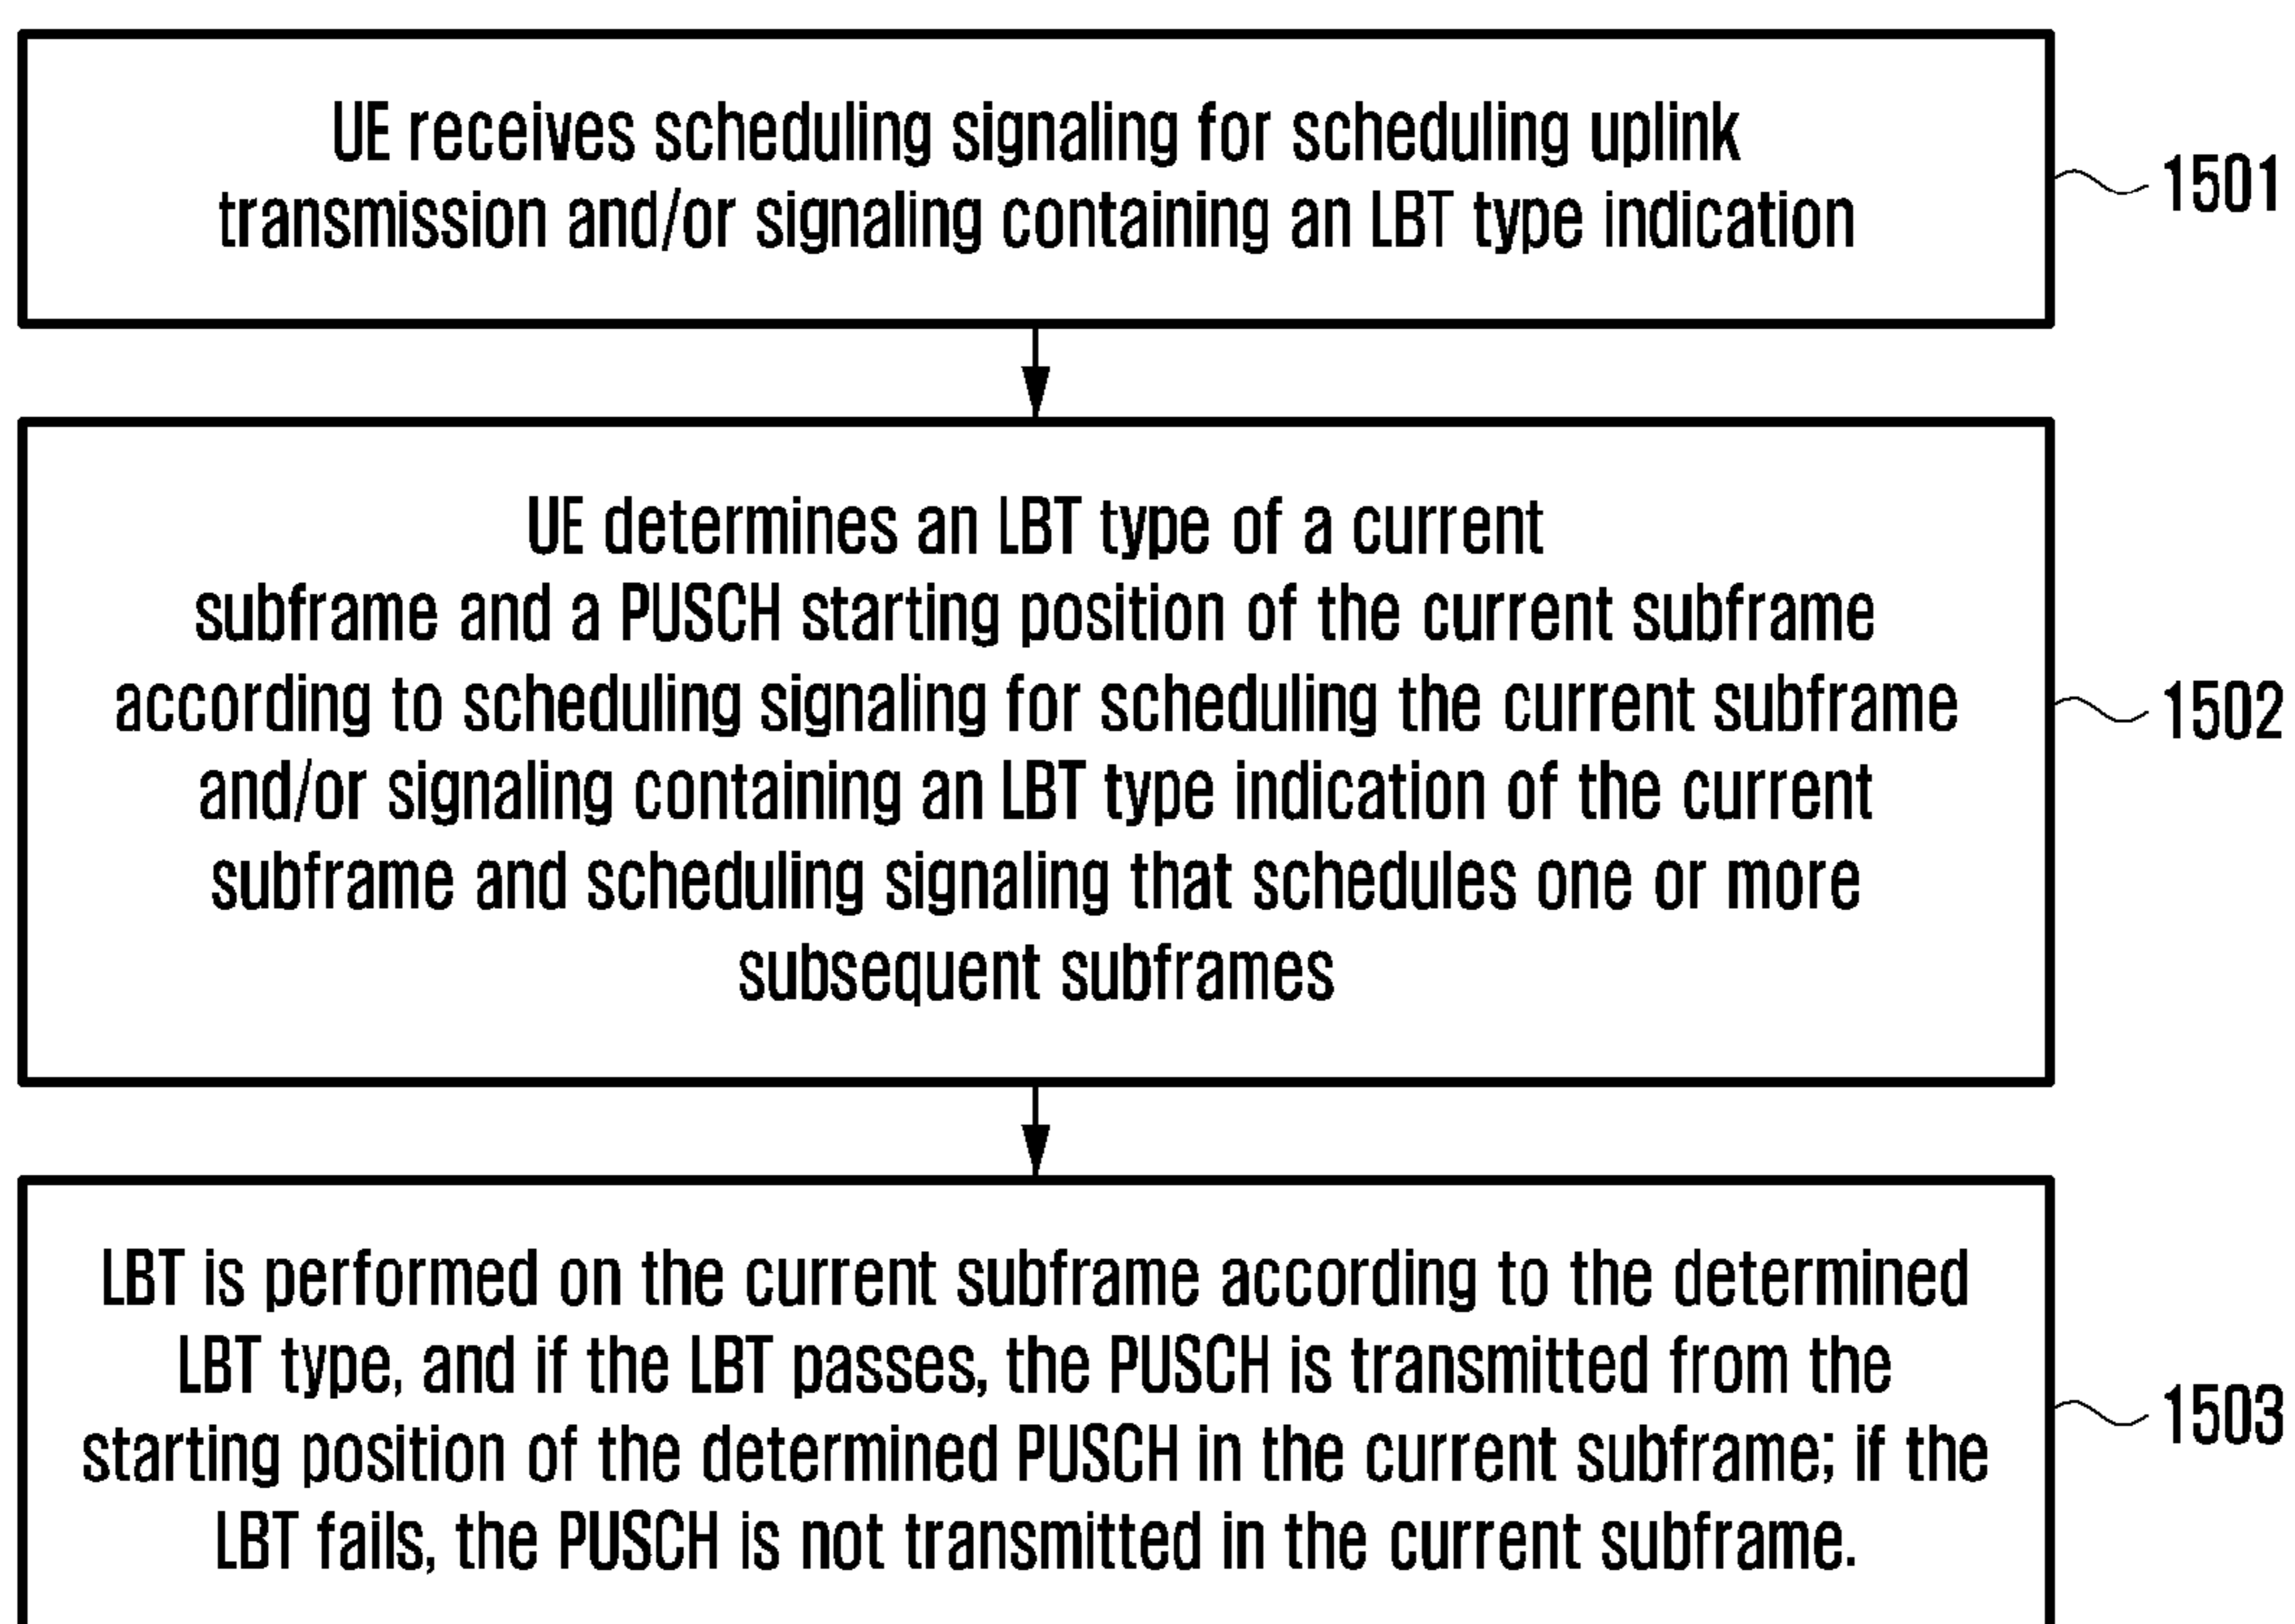 UE receives scheduling signaling for scheduling uplink
transmission and/or signaling containing an LBT type indication
1501
UE determines an LBT type of a current
subframe and a PUSCH starting position of the current subframe
according to scheduling signaling for scheduling the current subframe
and/or signaling containing an LBT type indication of the current
subframe and scheduling signaling that schedules one or more
subsequent subframes
1502
LBT is performed on the current subframe according to the determined
LBT type, and if the LBT passes, the PUSCH is transmitted from the
starting position of the determined PUSCH in the current subframe; if the
LBT fails, the PUSCH is not transmitted in the current subframe.
1503